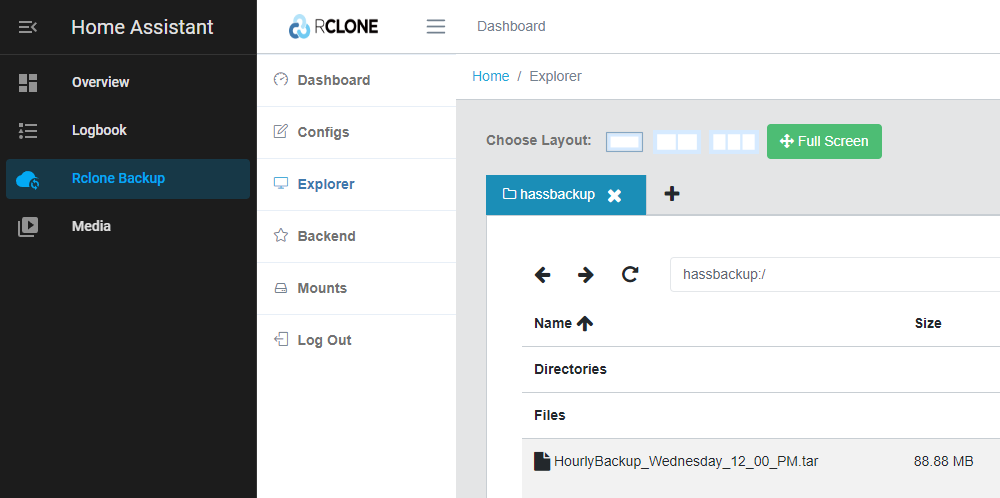 Home Assistant
Overview
Logbook
Rclone Backup
Media
RCLONE
Dashboard
Configs
Explorer
Backend
Mounts
Log Out
Dashboard
Home / Explorer
Choose Layout: Full Screen
hassbackup
hassbackup:/
Name Size
Directories
Files
HourlyBackup_Wednesday_12_00_PM.tar 88.88 MB